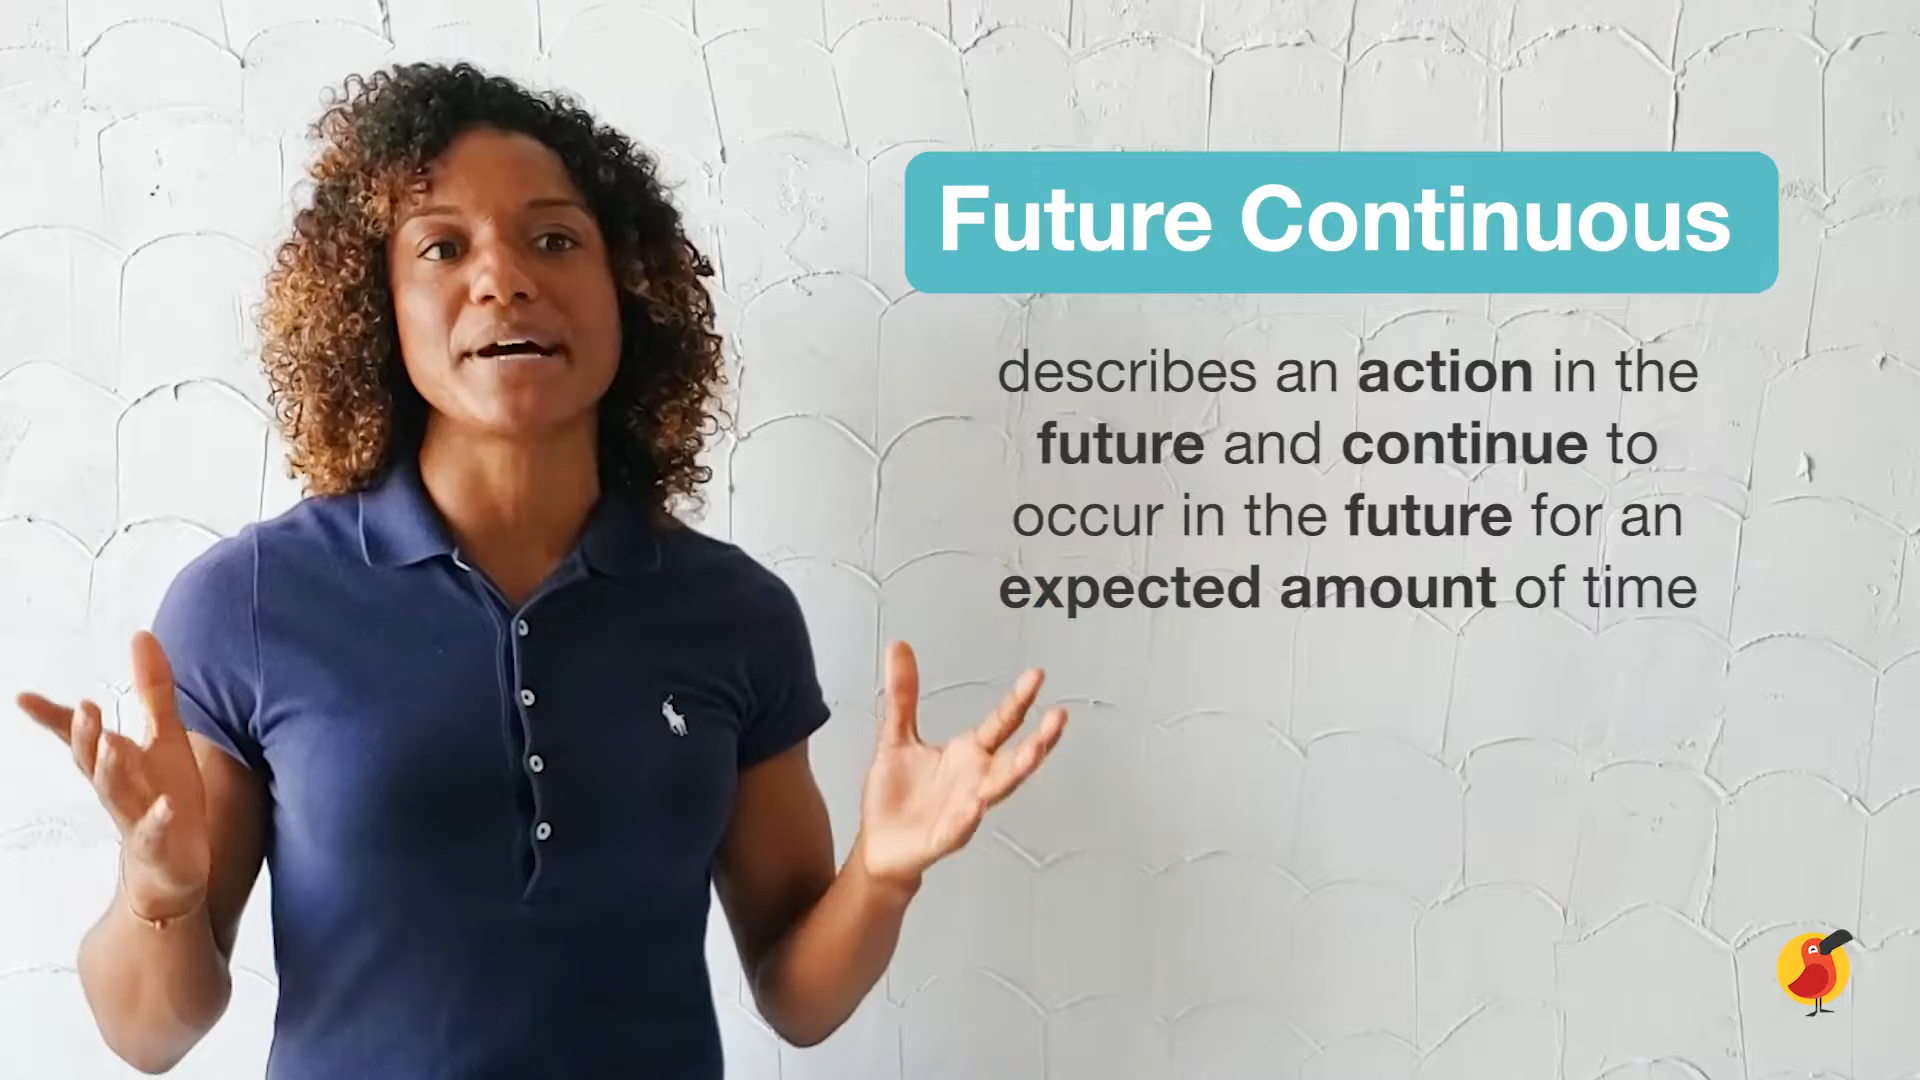 Future Continuous
describes an action in the
future and continue to
occur in the future for an
expected amount of time